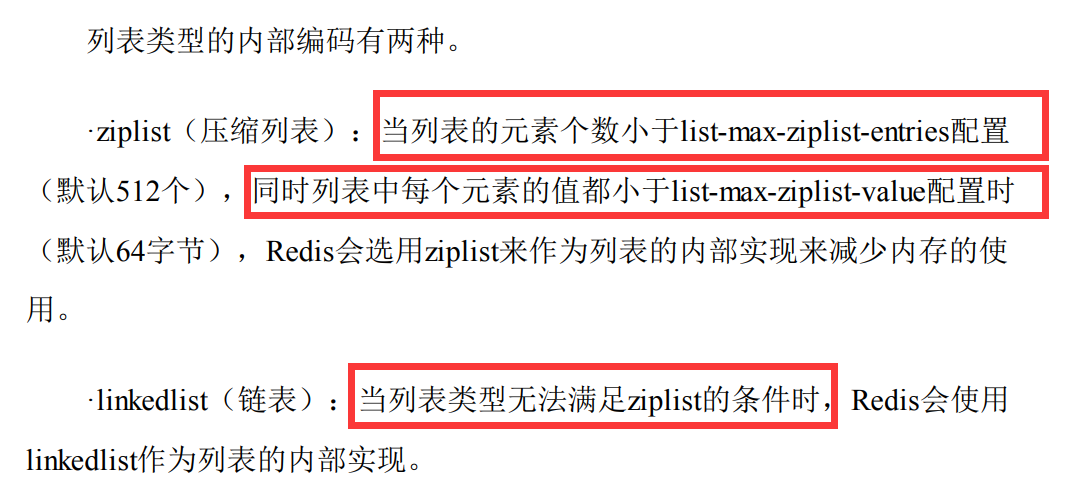 列表类型的内部编码有两种。
·ziplist（压缩列表）：当列表的元素个数小于list-max-ziplist-entries配置
（默认512个），同时列表中每个元素的值都小于list-max-ziplist-value配置时
（默认64字节），Redis会选用ziplist来作为列表的内部实现来减少内存的使
用。
·linkedlist（链表）：当列表类型无法满足ziplist的条件时，Redis会使用
linkedlist作为列表的内部实现。